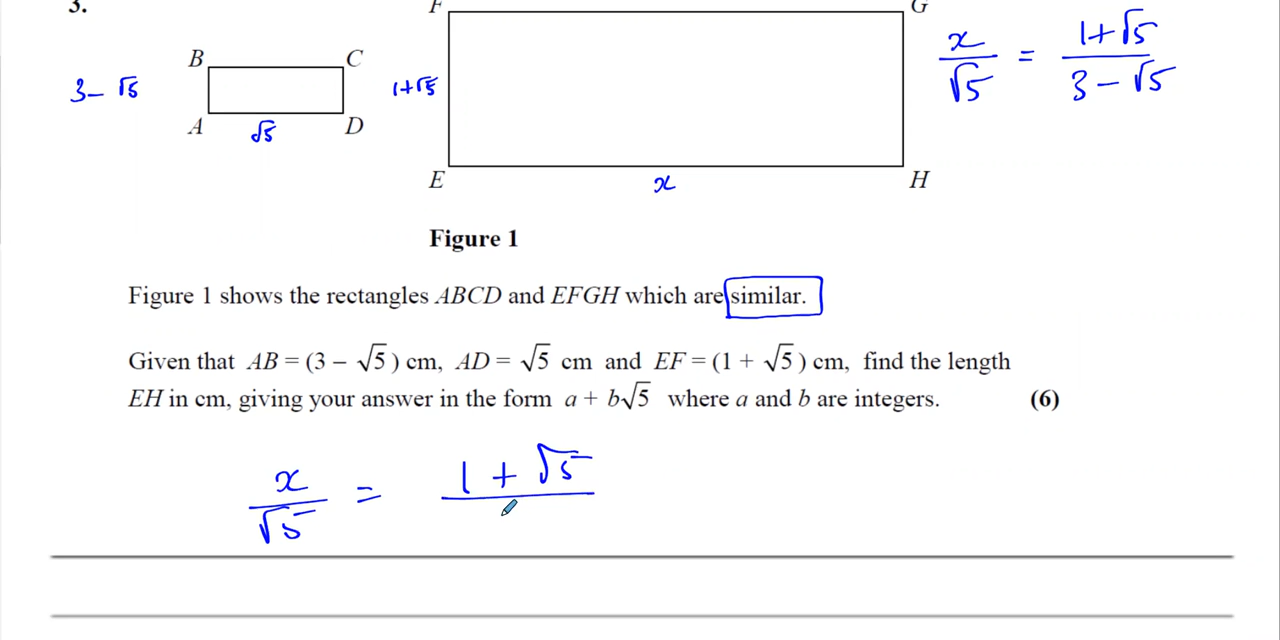 3.
F G
x/√5 = 1+√5/3 − √5
B C
3 − √5
1+√5
A D
√5
E H
x
Figure 1
Figure 1 shows the rectangles ABCD and EFGH which are similar.
Given that AB = (3 − √5) cm, AD = √5 cm and EF = (1 + √5) cm, find the length
EH in cm, giving your answer in the form a + b√5 where a and b are integers. (6)
x/√5 = 1 + √5